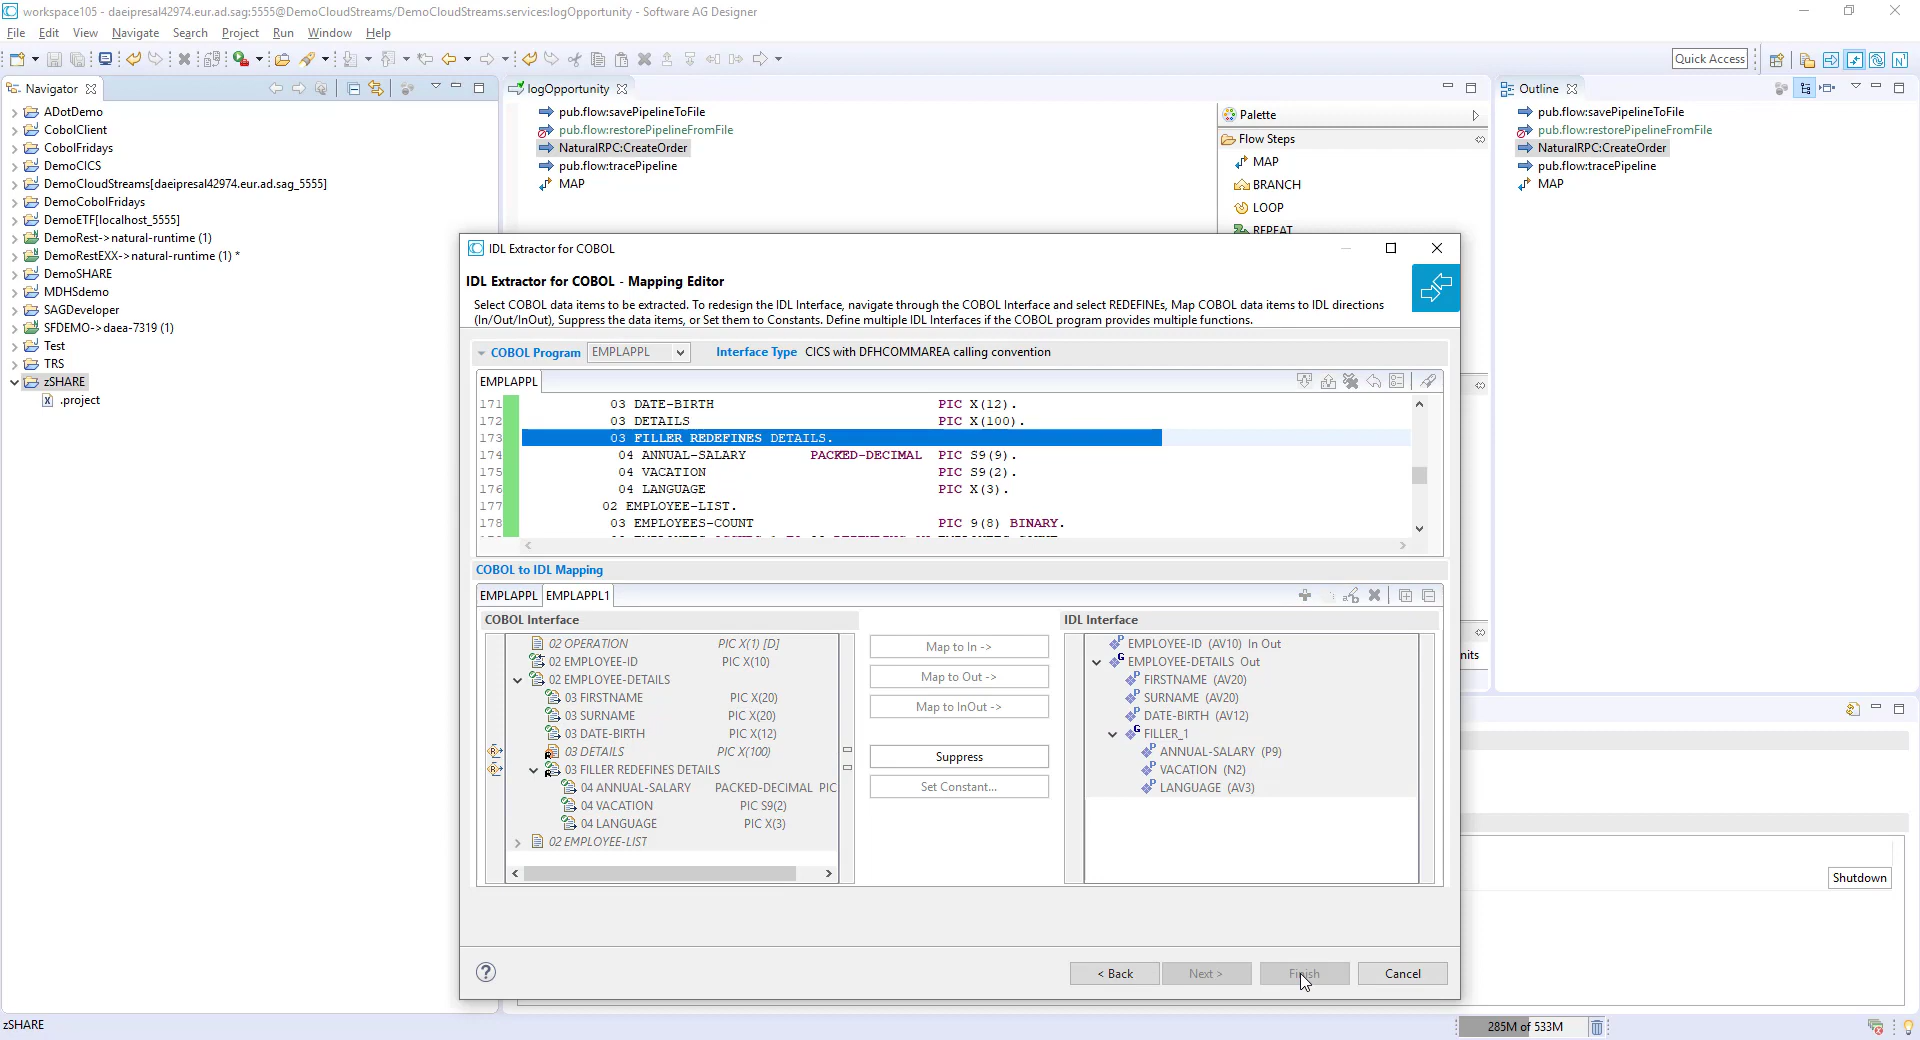 workspace105 - daeipresal42974.eur.ad.sag:5555@DemoCloudStreams/DemoCloudStreams.services:logOpportunity - Software AG Designer
File Edit View Navigate Search Project Run Window Help
Quick Access
Navigator
ADotDemo
CobolClient
CobolFridays
DemoCICS
DemoCloudStreams[daeipresal42974.eur.ad.sag_5555]
DemoCobolFridays
DemoETF[localhost_5555]
DemoRest->natural-runtime (1)
DemoRestEXX->natural-runtime (1) *
DemoSHARE
MDHSdemo
SAGDeveloper
SFDEMO->daea-7319 (1)
Test
TRS
zSHARE
.project
logOpportunity
pub.flow:savePipelineToFile
pub.flow:restorePipelineFromFile
NaturalRPC:CreateOrder
pub.flow:tracePipeline
MAP
Palette
Flow Steps
MAP
BRANCH
LOOP
REPEAT
Outline
pub.flow:savePipelineToFile
pub.flow:restorePipelineFromFile
NaturalRPC:CreateOrder
pub.flow:tracePipeline
MAP
IDL Extractor for COBOL
IDL Extractor for COBOL - Mapping Editor
Select COBOL data items to be extracted. To redesign the IDL Interface, navigate through the COBOL Interface and select REDEFINEs, Map COBOL data items to IDL directions
(In/Out/InOut), Suppress the data items, or Set them to Constants. Define multiple IDL Interfaces if the COBOL program provides multiple functions.
COBOL Program EMPLAPPL Interface Type CICS with DFHCOMMAREA calling convention
EMPLAPPL
171 03 DATE-BIRTH PIC X(12).
172 03 DETAILS PIC X(100).
173 03 FILLER REDEFINES DETAILS.
174 04 ANNUAL-SALARY PACKED-DECIMAL PIC S9(9).
175 04 VACATION PIC S9(2).
176 04 LANGUAGE PIC X(3).
177 02 EMPLOYEE-LIST.
178 03 EMPLOYEES-COUNT PIC 9(8) BINARY.
COBOL to IDL Mapping
EMPLAPPL EMPLAPPL1
COBOL Interface
02 OPERATION PIC X(1) [D]
02 EMPLOYEE-ID PIC X(10)
02 EMPLOYEE-DETAILS
03 FIRSTNAME PIC X(20)
03 SURNAME PIC X(20)
03 DATE-BIRTH PIC X(12)
03 DETAILS PIC X(100)
03 FILLER REDEFINES DETAILS
04 ANNUAL-SALARY PACKED-DECIMAL PIC
04 VACATION PIC S9(2)
04 LANGUAGE PIC X(3)
02 EMPLOYEE-LIST
Map to In ->
Map to Out ->
Map to InOut ->
Suppress
Set Constant...
IDL Interface
EMPLOYEE-ID (AV10) In Out
EMPLOYEE-DETAILS Out
FIRSTNAME (AV20)
SURNAME (AV20)
DATE-BIRTH (AV12)
FILLER_1
ANNUAL-SALARY (P9)
VACATION (N2)
LANGUAGE (AV3)
< Back Next > Finish Cancel
Shutdown
zSHARE
285M of 533M